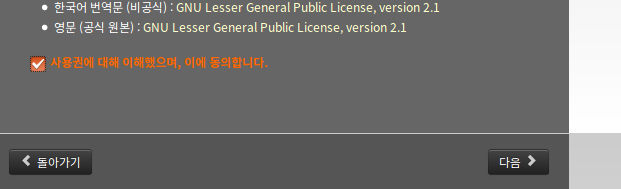 한국어 번역문 (비공식) : GNU Lesser General Public License, version 2.1
영문 (공식 원본) : GNU Lesser General Public License, version 2.1
사용권에 대해 이해했으며, 이에 동의합니다.
돌아가기
다음